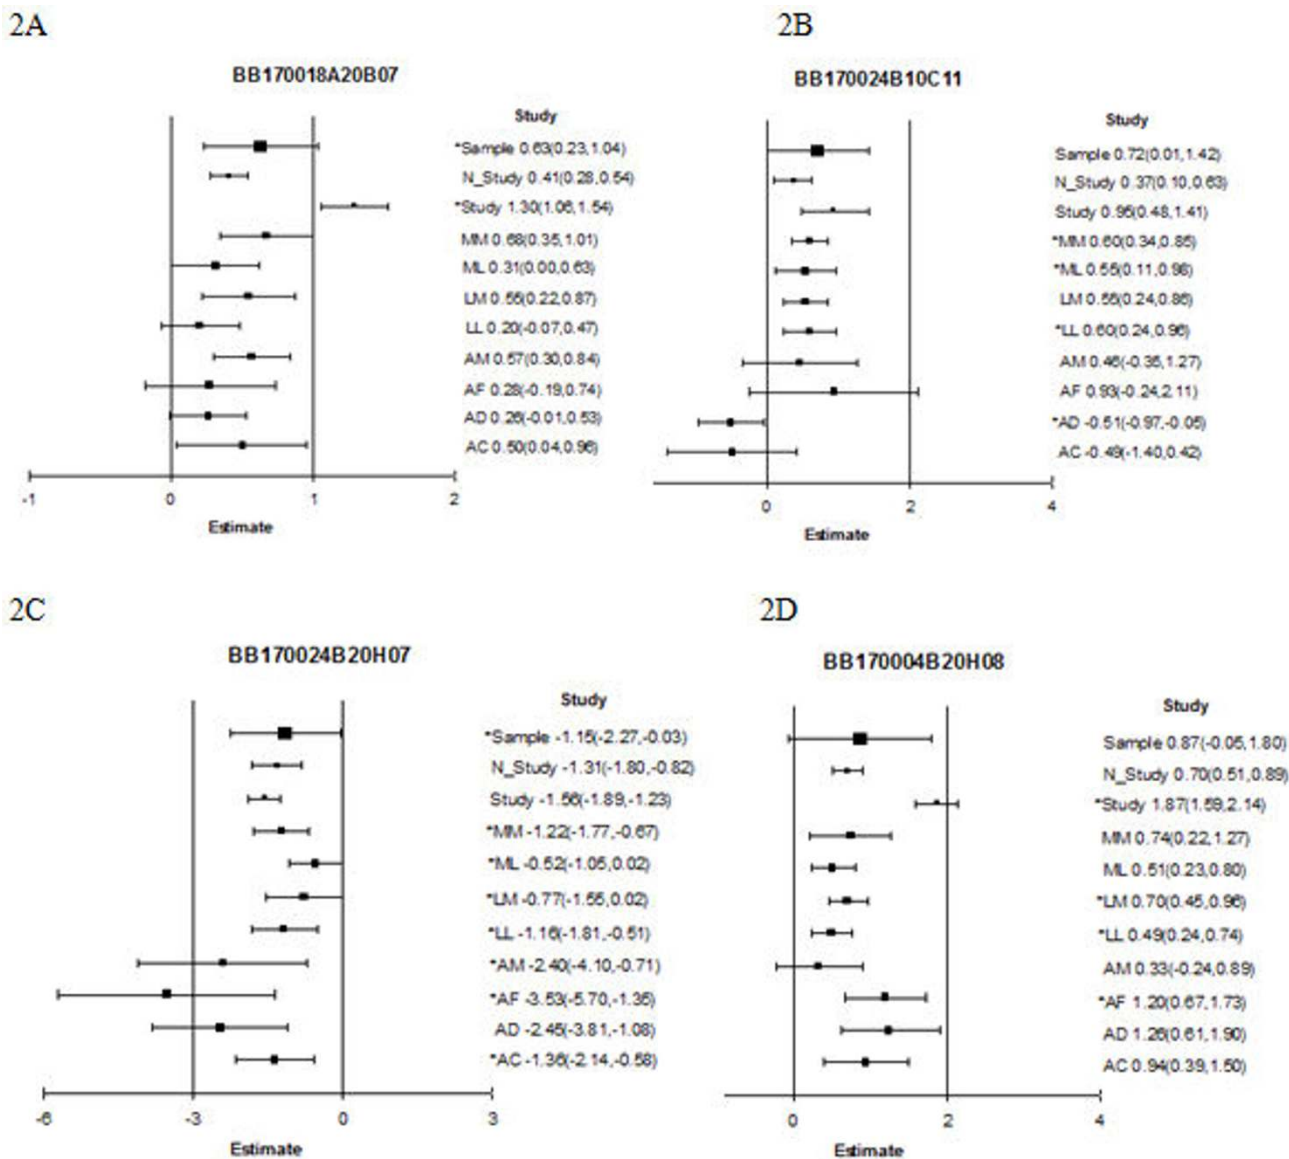 2A
BB170018A20B07
Study
*Sample 0.63(0.23,1.04)
N_Study 0.41(0.28,0.54)
*Study 1.30(1.06,1.54)
MM 0.68(0.35,1.01)
ML 0.31(0.00,0.63)
LM 0.55(0.22,0.87)
LL 0.20(-0.07,0.47)
AM 0.57(0.30,0.84)
AF 0.28(-0.19,0.74)
AD 0.26(-0.01,0.53)
AC 0.50(0.04,0.96)
-1 0 1 2
Estimate
2B
BB170024B10C11
Study
Sample 0.72(0.01,1.42)
N_Study 0.37(0.10,0.63)
Study 0.95(0.48,1.41)
*MM 0.60(0.34,0.85)
*ML 0.55(0.11,0.98)
LM 0.55(0.24,0.86)
*LL 0.60(0.24,0.96)
AM 0.46(-0.35,1.27)
AF 0.93(-0.24,2.11)
*AD -0.51(-0.97,-0.05)
AC -0.49(-1.40,0.42)
0 2 4
Estimate
2C
BB170024B20H07
Study
*Sample -1.15(-2.27,-0.03)
N_Study -1.31(-1.80,-0.82)
Study -1.56(-1.89,-1.23)
*MM -1.22(-1.77,-0.67)
*ML -0.52(-1.05,0.02)
*LM -0.77(-1.55,0.02)
*LL -1.16(-1.81,-0.51)
*AM -2.40(-4.10,-0.71)
*AF -3.53(-5.70,-1.35)
AD -2.45(-3.81,-1.08)
*AC -1.36(-2.14,-0.58)
-6 -3 0 3
Estimate
2D
BB170004B20H08
Study
Sample 0.87(-0.05,1.80)
N_Study 0.70(0.51,0.89)
*Study 1.87(1.59,2.14)
MM 0.74(0.22,1.27)
ML 0.51(0.23,0.80)
*LM 0.70(0.45,0.96)
*LL 0.49(0.24,0.74)
AM 0.33(-0.24,0.89)
*AF 1.20(0.67,1.73)
AD 1.26(0.61,1.90)
AC 0.94(0.39,1.50)
0 2 4
Estimate